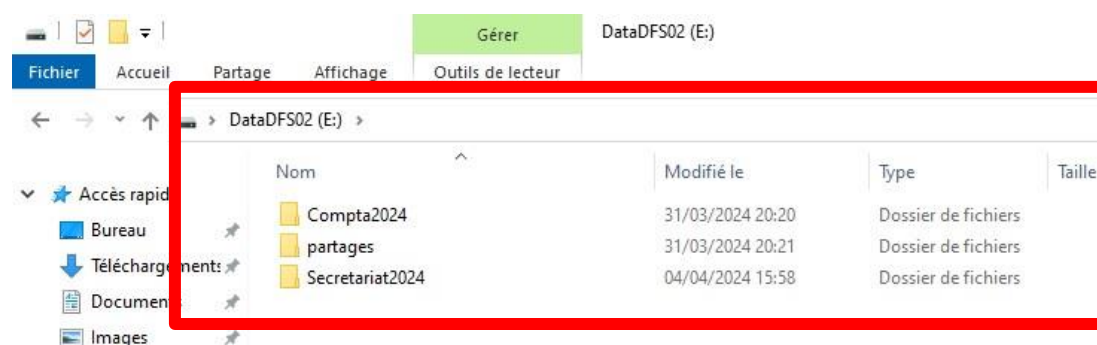 Gérer DataDFS02 (E:)
Fichier Accueil Partage Affichage Outils de lecteur
DataDFS02 (E:)
Nom Modifié le Type Taille
Accès rapid
Bureau
Téléchargements
Documen
Images
Compta2024 31/03/2024 20:20 Dossier de fichiers
partages 31/03/2024 20:21 Dossier de fichiers
Secretariat2024 04/04/2024 15:58 Dossier de fichiers